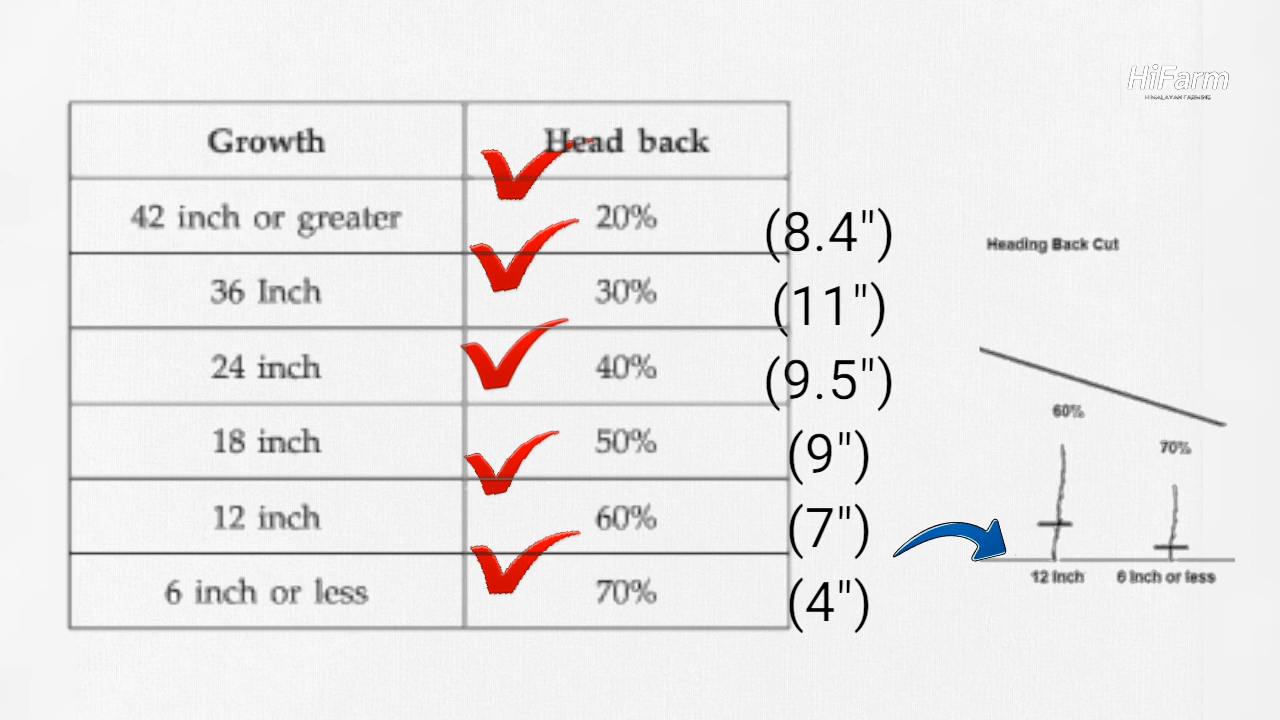 HiFarm
HIMALAYAN FARMING
Growth Head back
42 inch or greater 20% (8.4")
36 Inch 30% (11")
24 inch 40% (9.5")
18 inch 50% (9")
12 inch 60% (7")
6 inch or less 70% (4")
Heading Back Cut
60%
70%
12 Inch 6 Inch or less